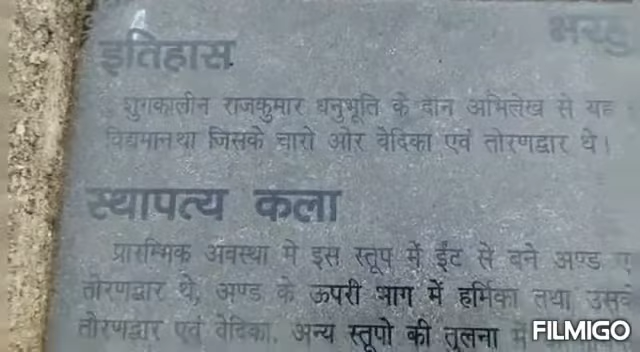 भरहु
इतिहास
शुंगकालीन राजकुमार धनुभूति के दान अभिलेख से यह
विद्यमान था जिसके चारो ओर वेदिका एवं तोरणद्वार थे।
स्थापत्य कला
प्रारम्भिक अवस्था मे इस स्तूप में ईंट से बने अण्ड ए
तोरणद्वार थे, अण्ड के ऊपरी भाग में हर्मिका तथा उसके
तोरणद्वार एवं वेदिका. अन्य स्तूपो की तुलना में
FILMIGO